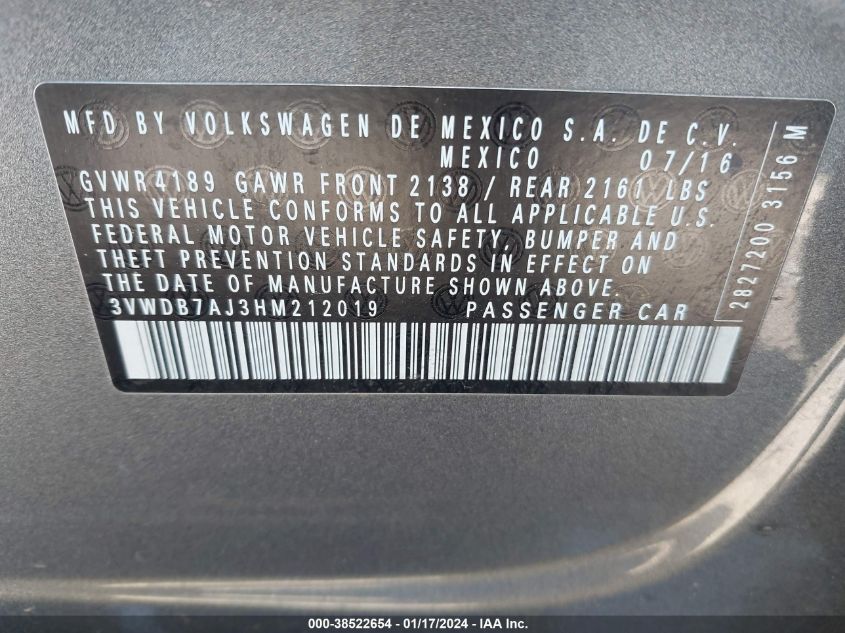 MFD BY VOLKSWAGEN DE MEXICO S.A. DE C.V.
MEXICO 07/16
GVWR4189 GAWR FRONT 2138 / REAR 2161 LBS
THIS VEHICLE CONFORMS TO ALL APPLICABLE U.S.
FEDERAL MOTOR VEHICLE SAFETY, BUMPER AND
THEFT PREVENTION STANDARDS IN EFFECT ON
THE DATE OF MANUFACTURE SHOWN ABOVE.
3VWDB7AJ3HM212019 PASSENGER CAR
2827200 3156 M
000-38522654 - 01/17/2024 - IAA Inc.